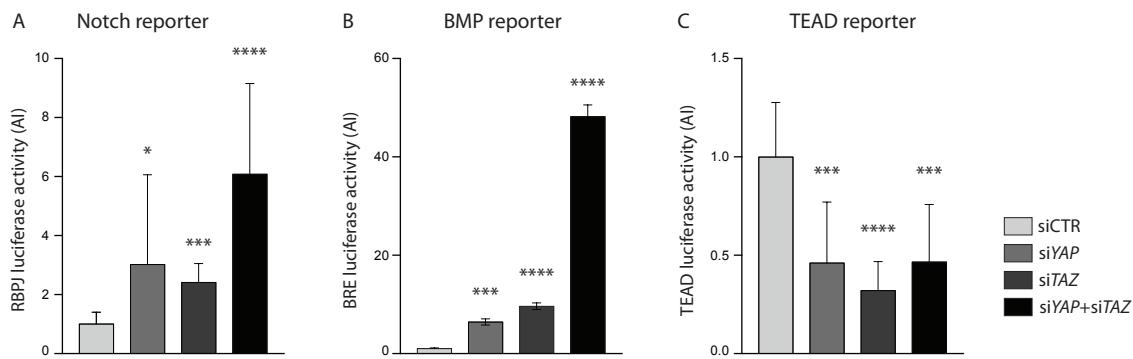 A Notch reporter
RBPJ luciferase activity (AI)
10
8
6
4
2
0
*
***
****
B BMP reporter
BRE luciferase activity (AI)
60
40
20
0
***
****
****
C TEAD reporter
TEAD luciferase activity (AI)
1.5
1.0
0.5
0.0
***
****
***
siCTR
siYAP
siTAZ
siYAP+siTAZ